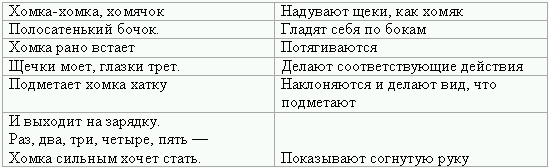 Хомка-хомка, хомячок
Надувают щеки, как хомяк
Полосатенький бочок.
Гладят себя по бокам
Хомка рано встает
Потягиваются
Щечки моет, глазки трет.
Делают соответствующие действия
Подметает хомка хатку
Наклоняются и делают вид, что
подметают
И выходит на зарядку.
Раз, два, три, четыре, пять —
Хомка сильным хочет стать.
Показывают согнутую руку